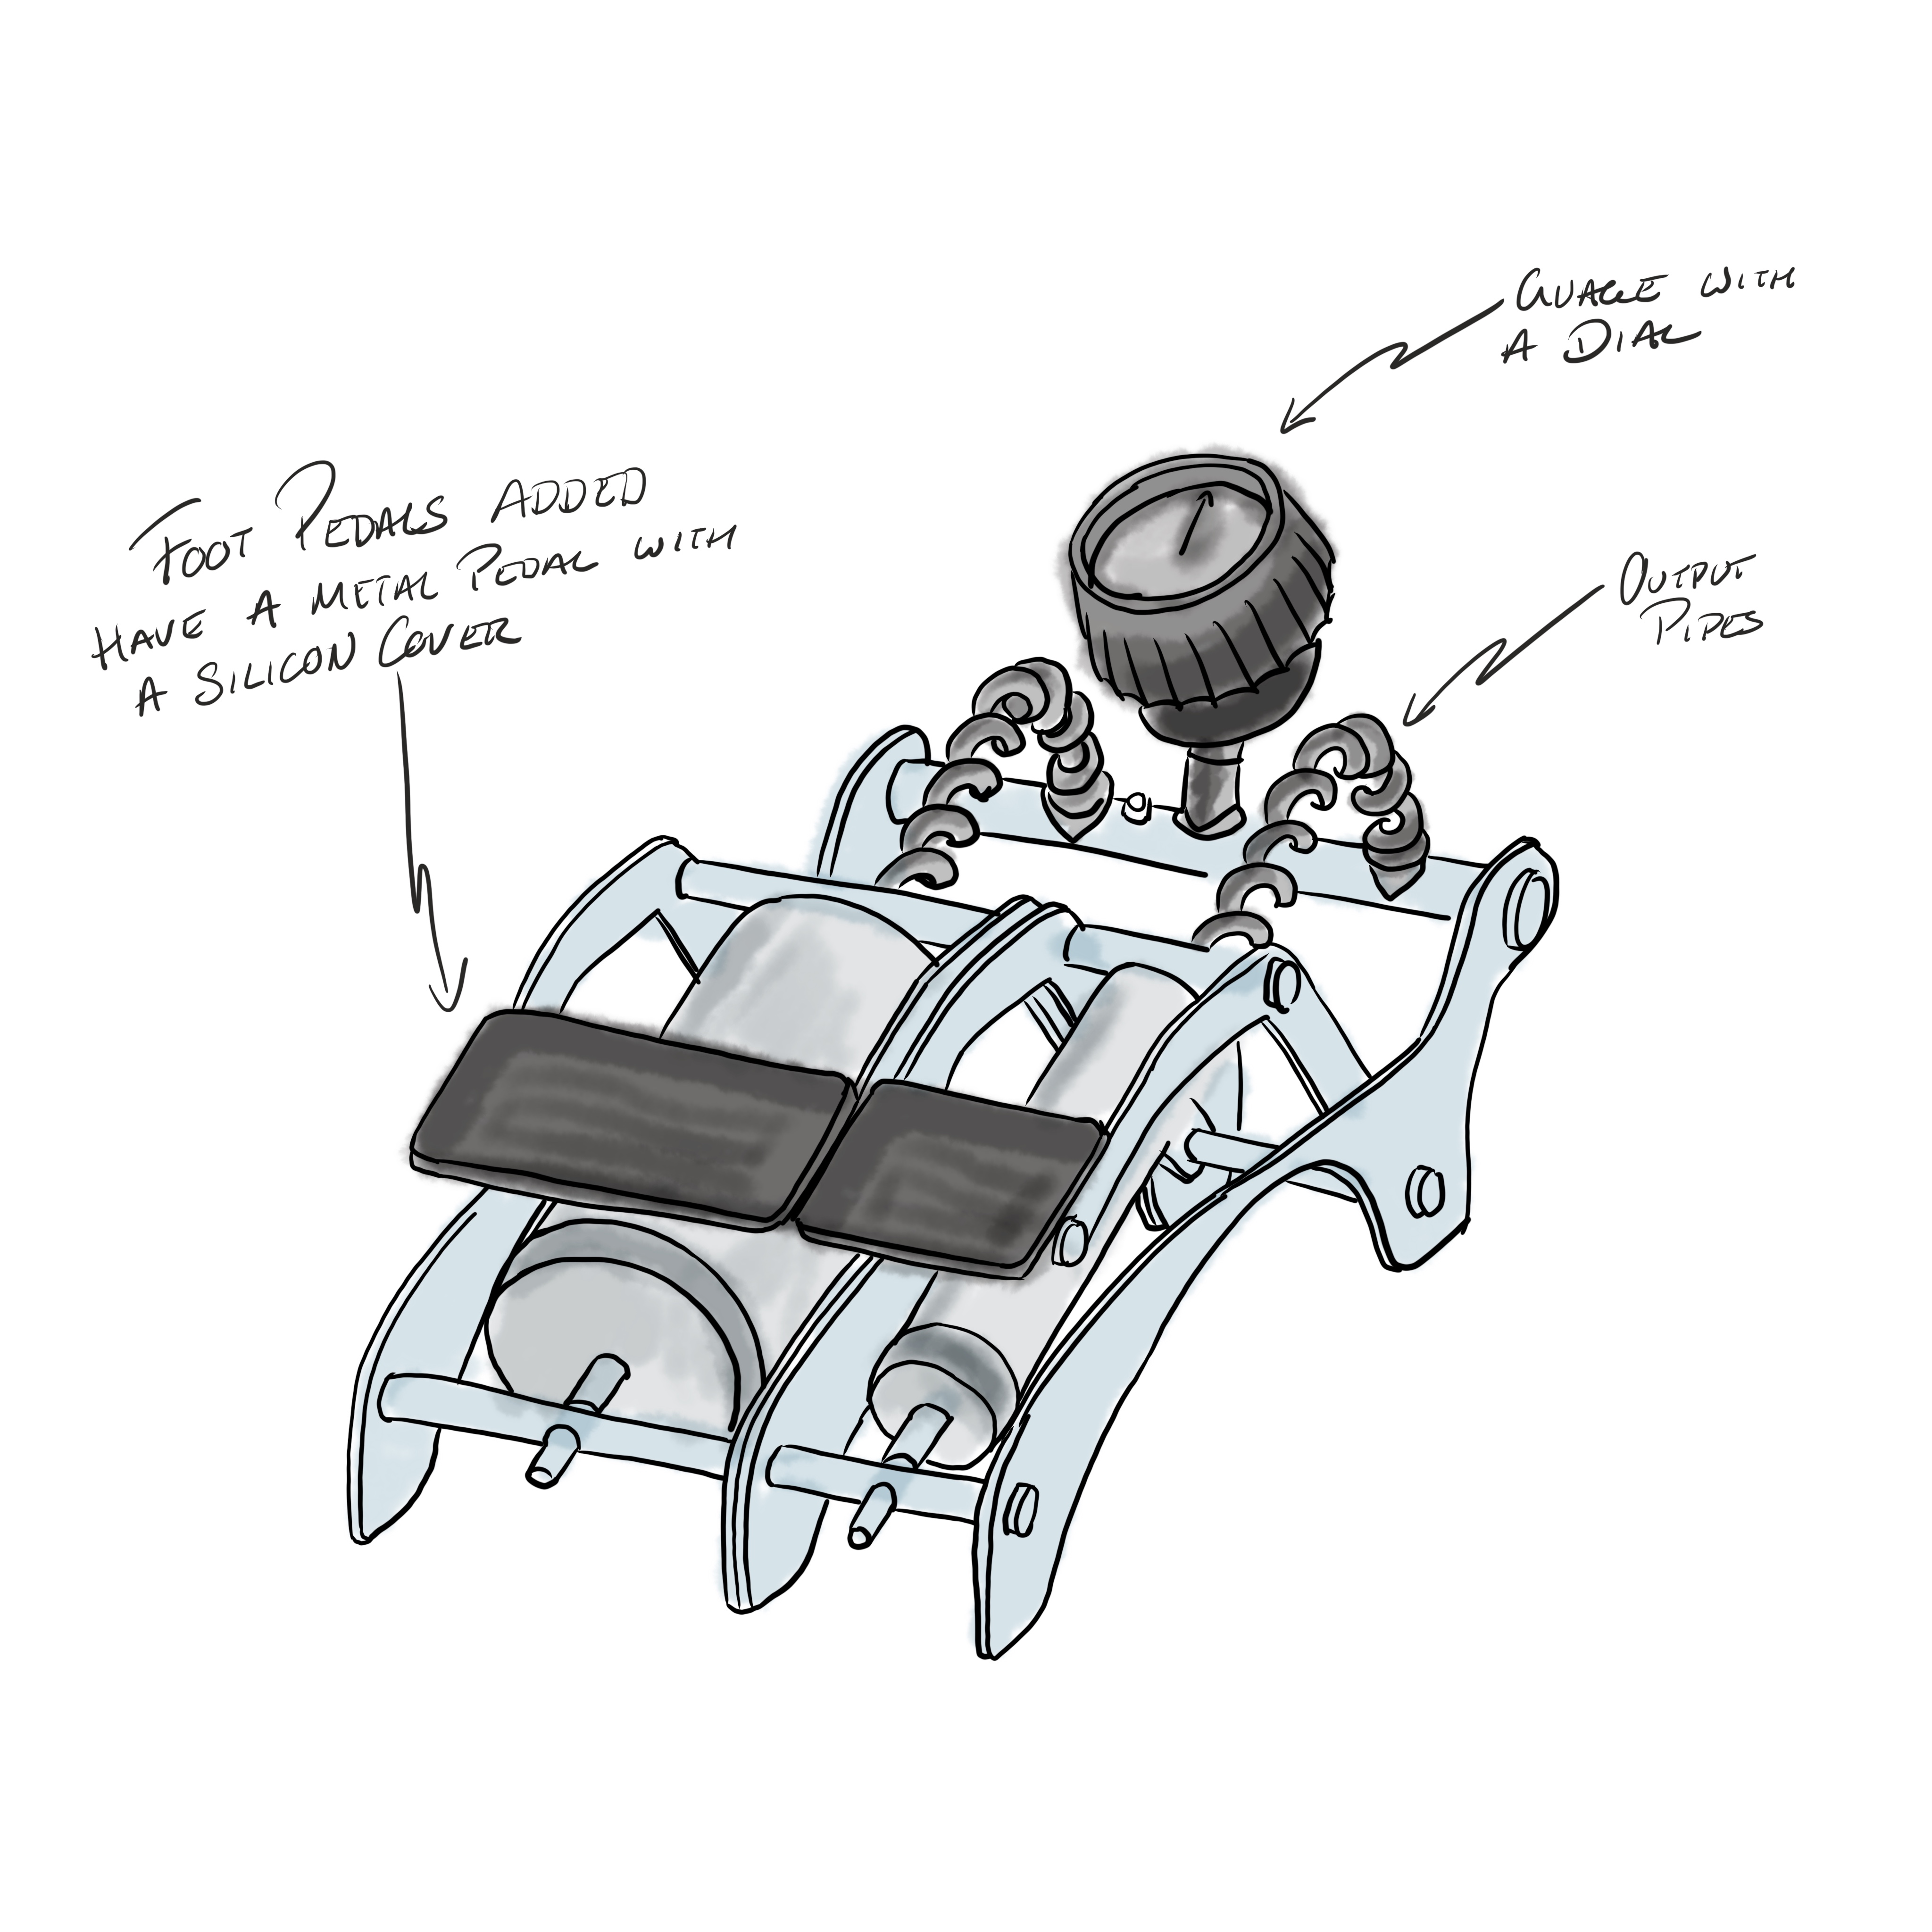 GUAGE WITH
A DIAL
FOOT PEDALS ADDED
HAVE A METAL PEDAL WITH
A SILICON COVER
OUTPUT
PIPES